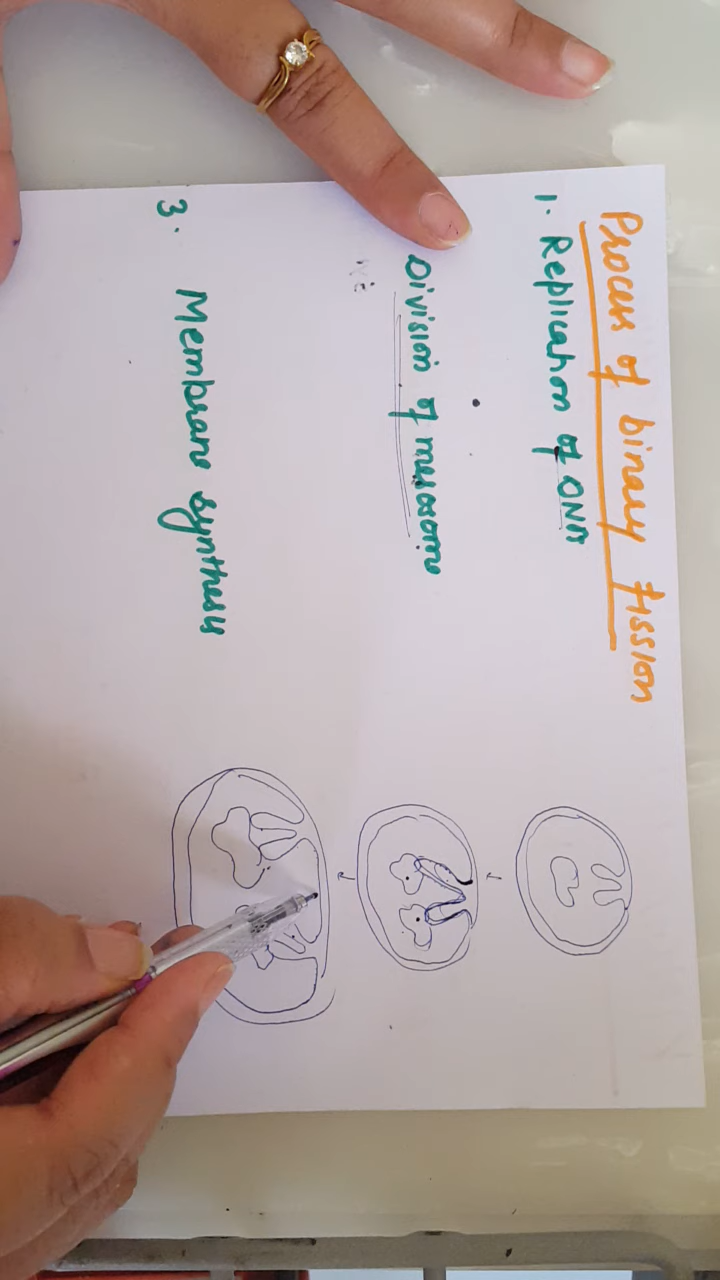 Process of binary fission
1. Replication of DNA
Division of mesosome
3. Membrane synthesis